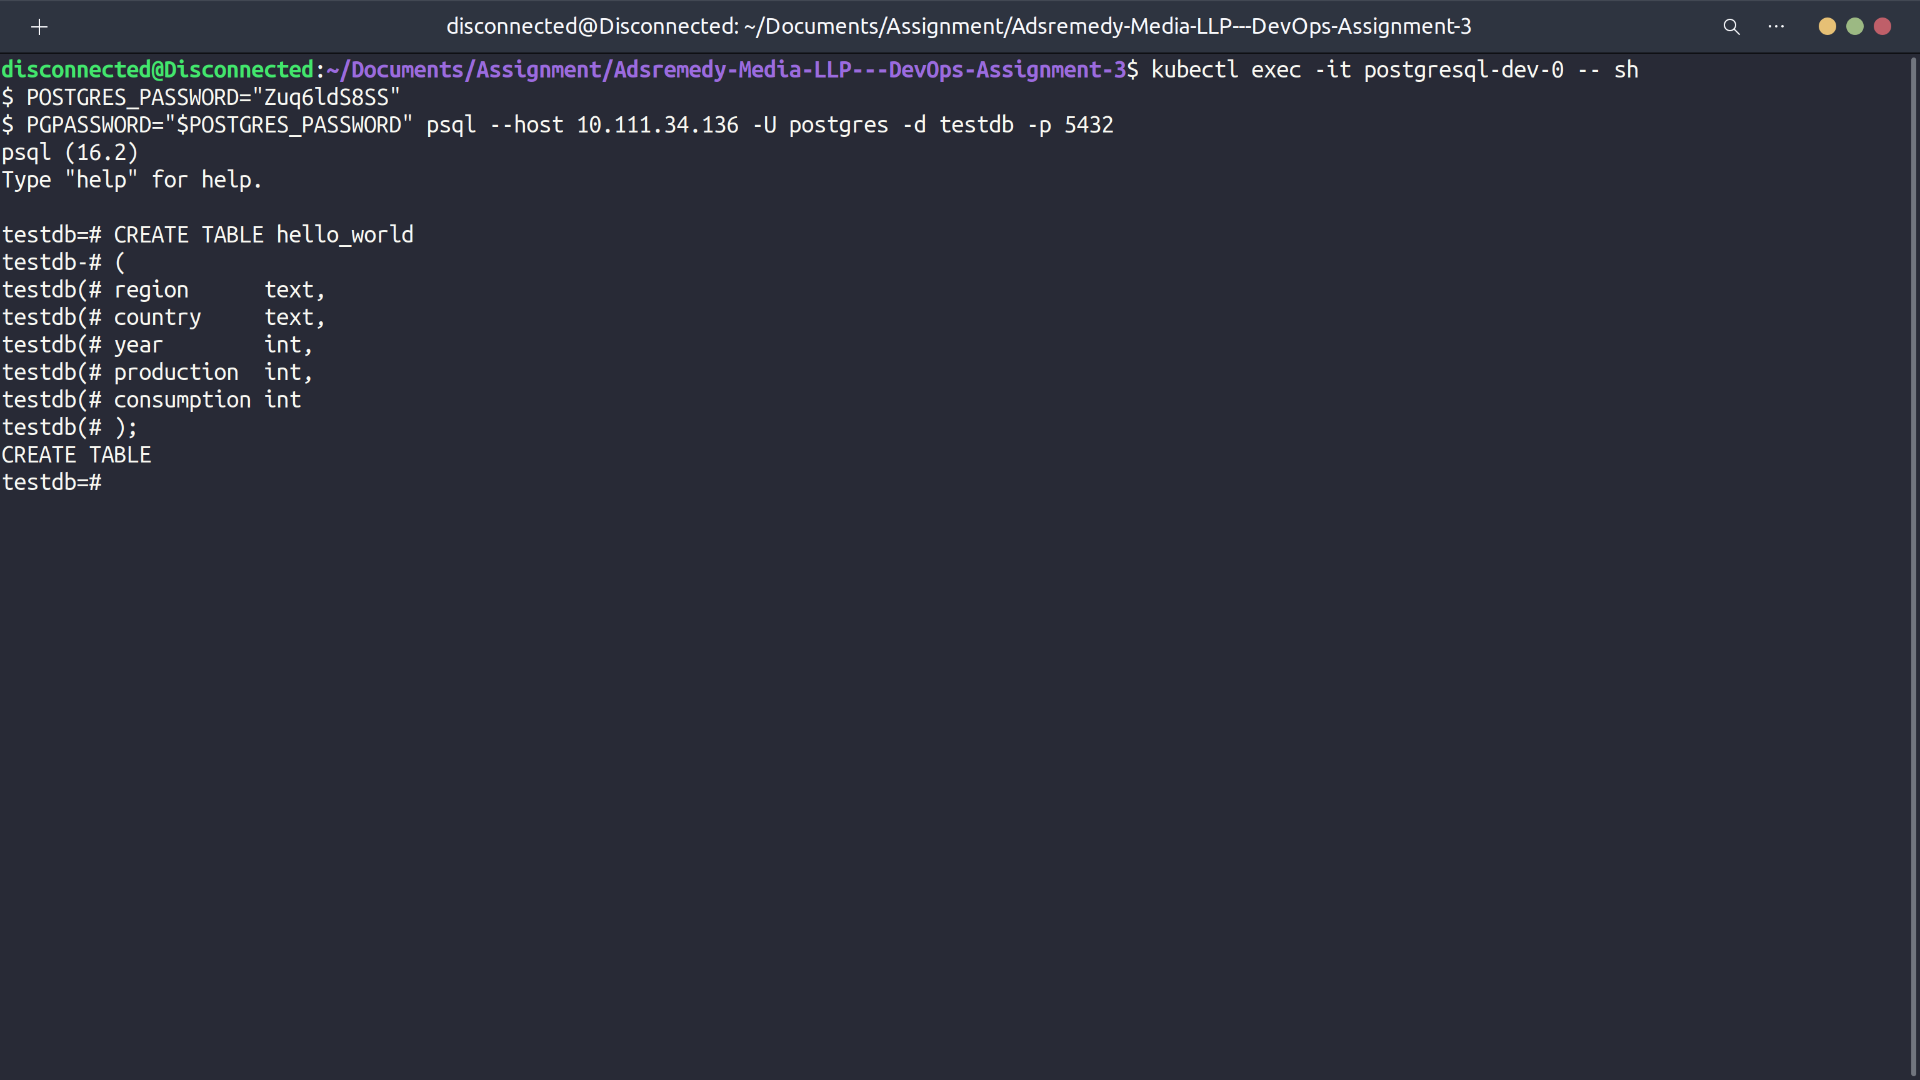 disconnected@Disconnected: ~/Documents/Assignment/Adsremedy-Media-LLP---DevOps-Assignment-3
disconnected@Disconnected:~/Documents/Assignment/Adsremedy-Media-LLP---DevOps-Assignment-3$ kubectl exec -it postgresql-dev-0 -- sh
$ POSTGRES_PASSWORD="Zuq6ldS8SS"
$ PGPASSWORD="$POSTGRES_PASSWORD" psql --host 10.111.34.136 -U postgres -d testdb -p 5432
psql (16.2)
Type "help" for help.
testdb=# CREATE TABLE hello_world
testdb-# (
testdb(# region      text,
testdb(# country     text,
testdb(# year        int,
testdb(# production  int,
testdb(# consumption int
testdb(# );
CREATE TABLE
testdb=#